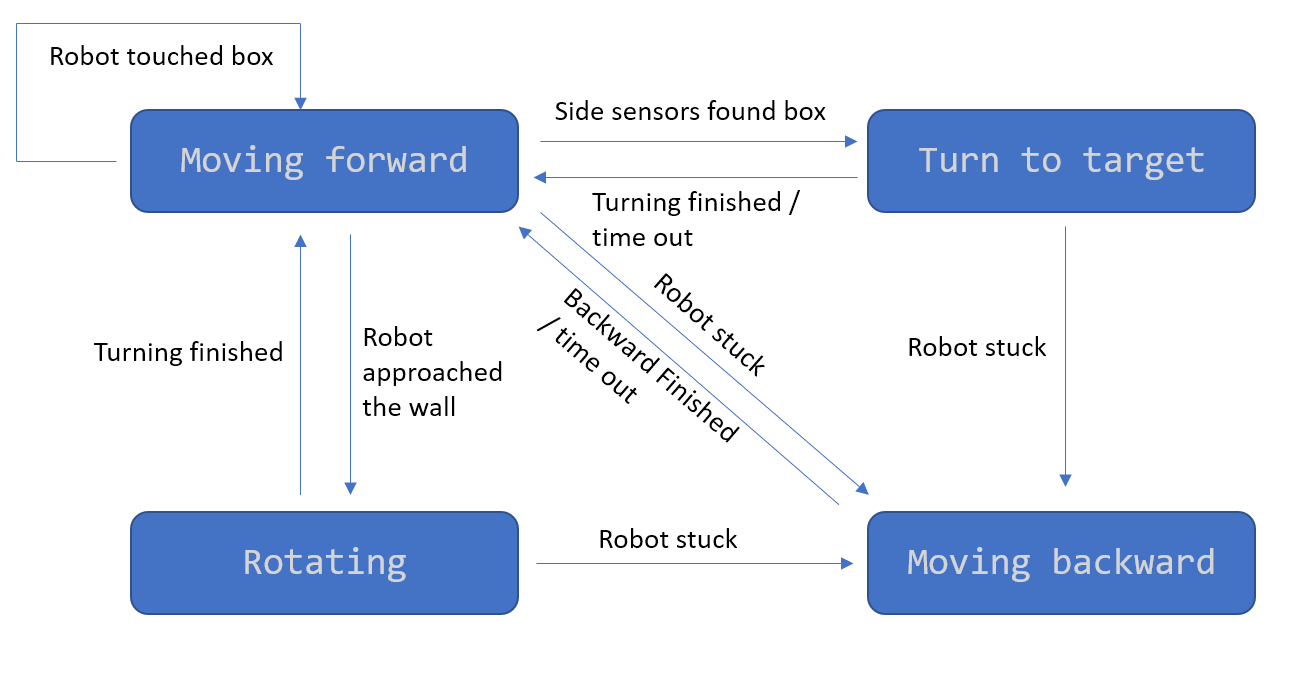 Robot touched box
Moving forward
Side sensors found box
Turn to target
Turning finished /
time out
Robot stuck
Backward Finished
/ time out
Turning finished
Robot
approached
the wall
Robot stuck
Rotating
Robot stuck
Moving backward